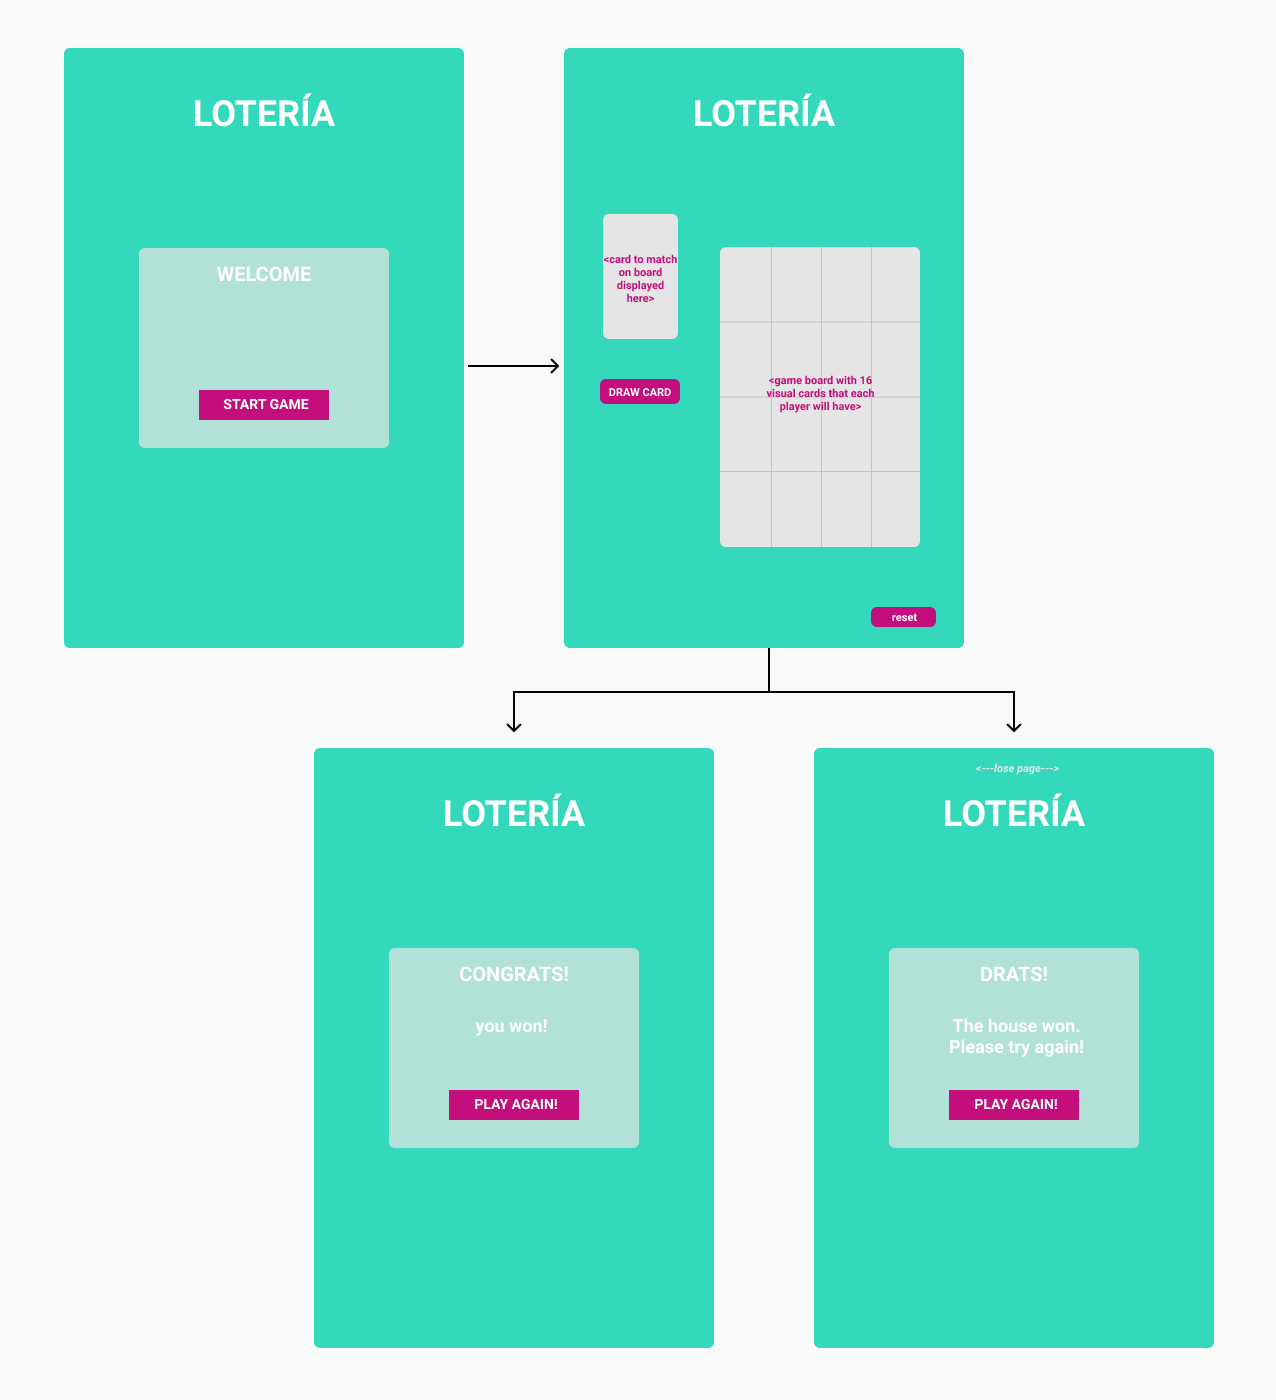 LOTERÍA
WELCOME
START GAME
LOTERÍA
<card to match
on board
displayed
here>
DRAW CARD
<game board with 16
visual cards that each
player will have>
reset
LOTERÍA
CONGRATS!
you won!
PLAY AGAIN!
<---lose page--->
LOTERÍA
DRATS!
The house won.
Please try again!
PLAY AGAIN!